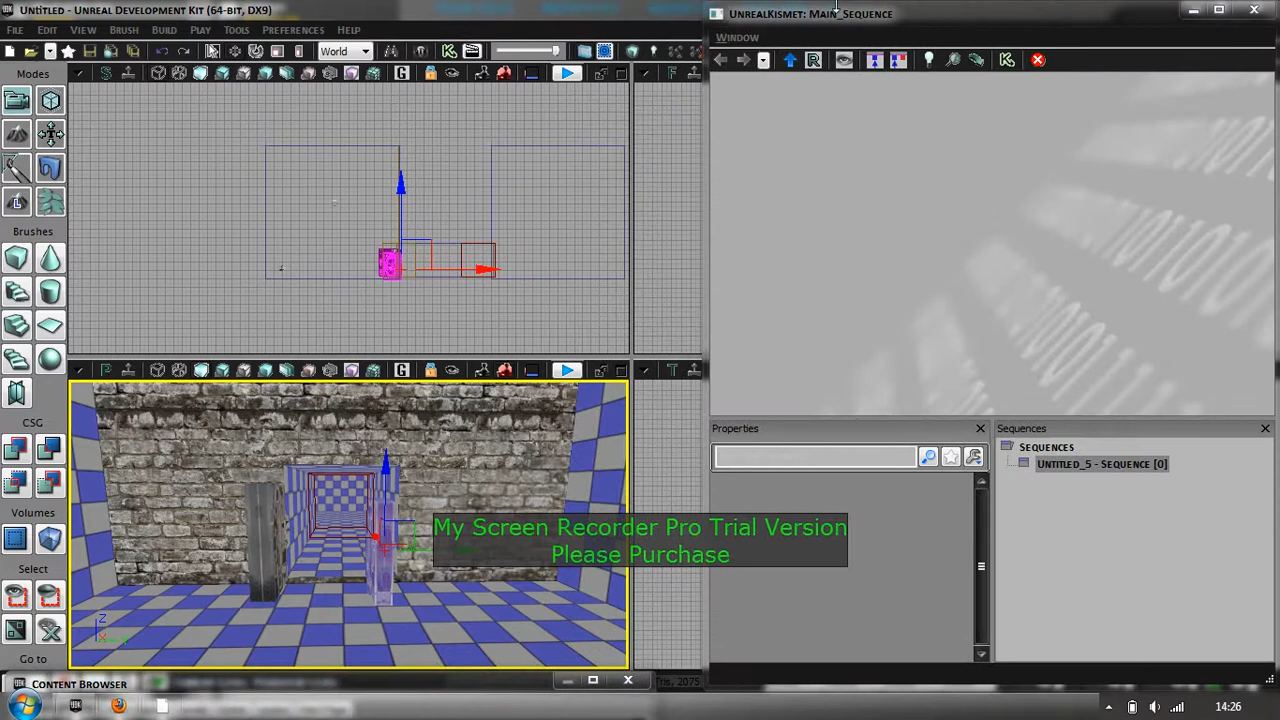 Untitled - Unreal Development Kit (64-bit, DX9)
File Edit View Brush Build Play Tools Preferences Help
World
Modes
Brushes
CSG
Volumes
Select
Go to
S
F
G
P
T
G
Z
X
My Screen Recorder Pro Trial Version
Please Purchase
Content Browser
Tris, 2075
UnrealKismet: Main_Sequence
Window
R
K
Properties
Sequences
Sequences
Untitled_5 - Sequence [0]
14:26